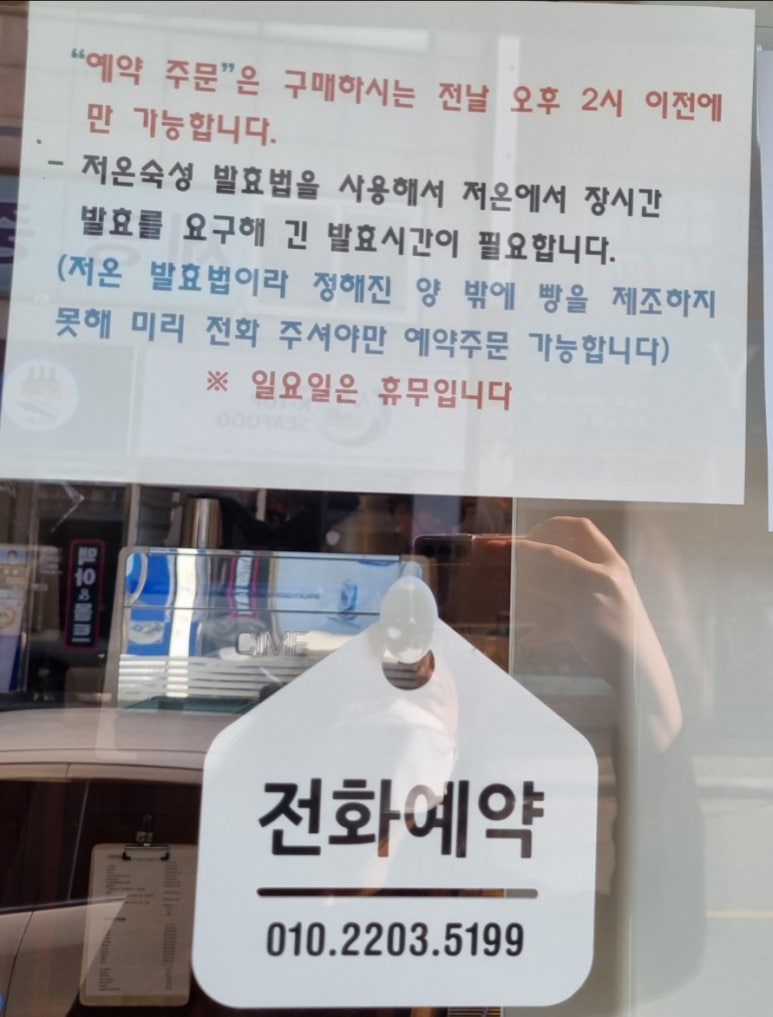 “예약 주문”은 구매하시는 전날 오후 2시 이전에
만 가능합니다.
- 저온숙성 발효법을 사용해서 저온에서 장시간
발효를 요구해 긴 발효시간이 필요합니다.
(저온 발효법이라 정해진 양 밖에 빵을 제조하지
못해 미리 전화 주셔야만 예약주문 가능합니다)
※ 일요일은 휴무입니다
SEAFOOD
CIME
전화예약
010.2203.5199